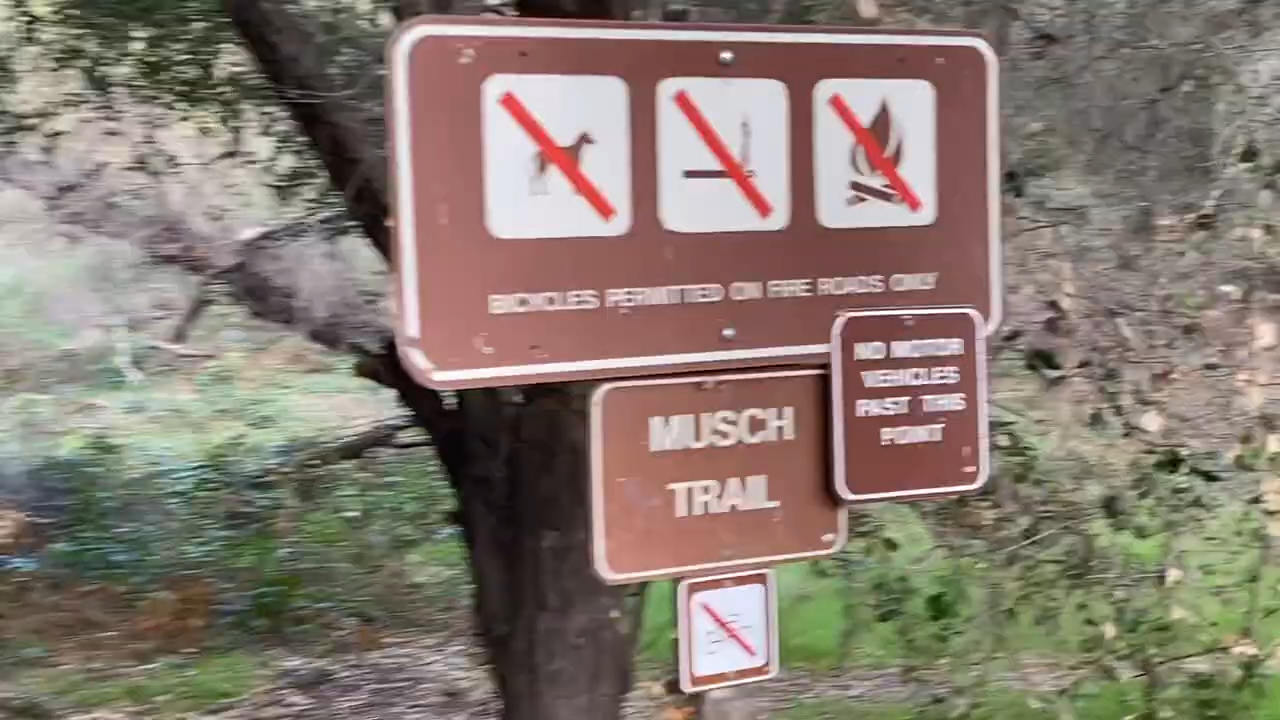 BICYCLES PERMITTED ON FIRE ROADS ONLY
NO MOTOR
VEHICLES
PAST THIS
POINT
MUSCH
TRAIL